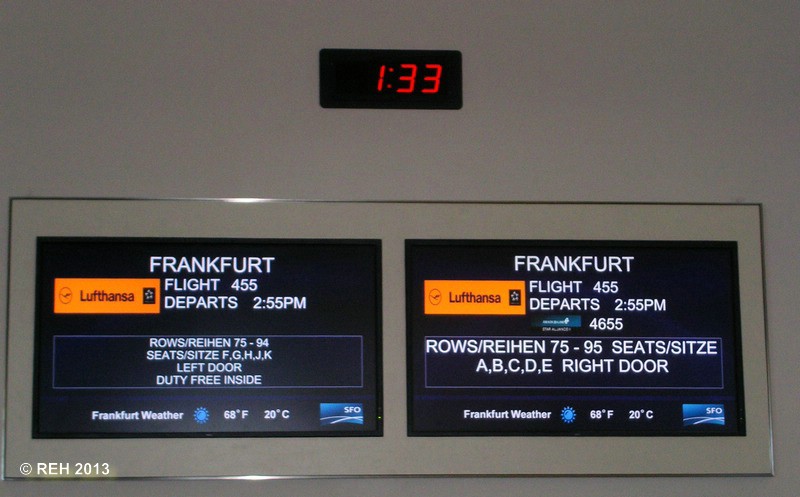 1:33
FRANKFURT
Lufthansa
FLIGHT 455
DEPARTS 2:55PM
ROWS/REIHEN 75 - 94
SEATS/SITZE F,G,H,J,K
LEFT DOOR
DUTY FREE INSIDE
Frankfurt Weather 68°F 20°C
SFO
FRANKFURT
Lufthansa
FLIGHT 455
DEPARTS 2:55PM
4655
ROWS/REIHEN 75 - 95 SEATS/SITZE
A,B,C,D,E RIGHT DOOR
Frankfurt Weather 68°F 20°C
SFO
© REH 2013